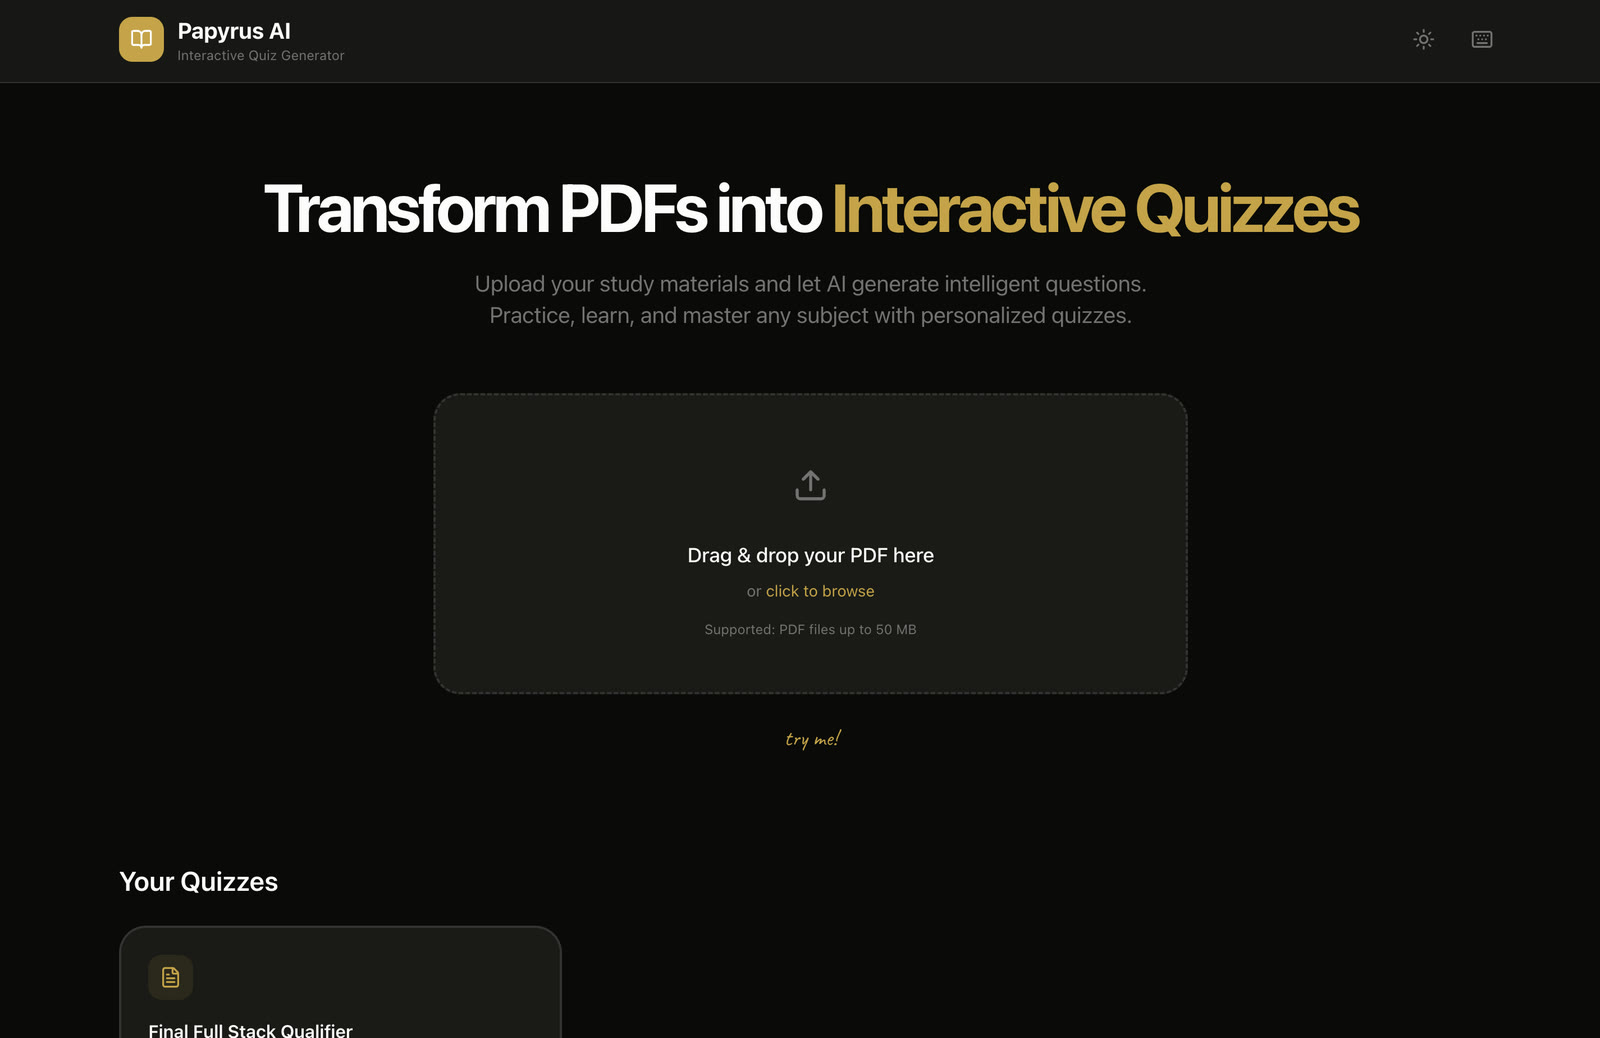 Papyrus AI
Interactive Quiz Generator
Transform PDFs into Interactive Quizzes
Upload your study materials and let AI generate intelligent questions.
Practice, learn, and master any subject with personalized quizzes.
Drag & drop your PDF here
or click to browse
Supported: PDF files up to 50 MB
try me!
Your Quizzes
Final Full Stack Qualifier